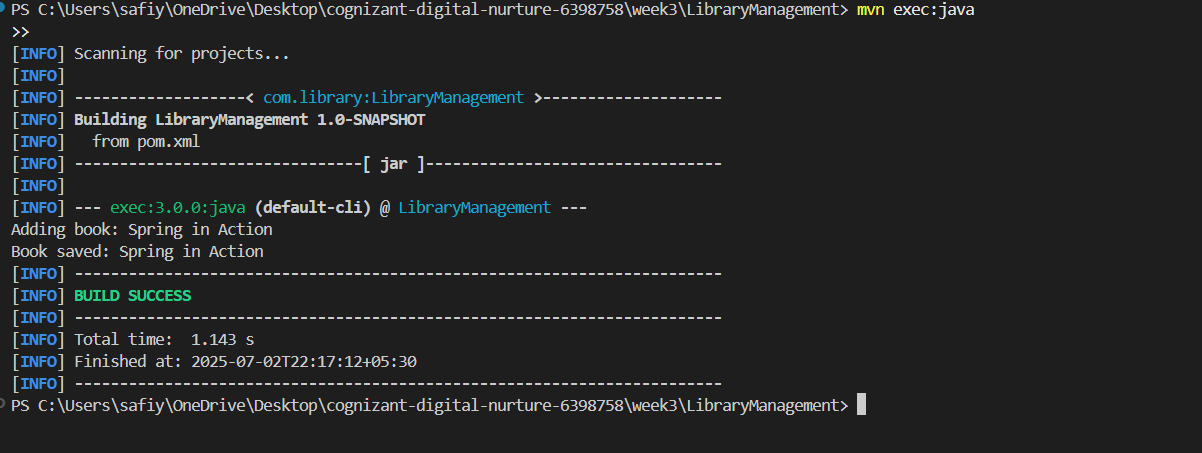 PS C:\Users\safiy\OneDrive\Desktop\cognizant-digital-nurture-6398758\week3\LibraryManagement> mvn exec:java
>>
[INFO] Scanning for projects...
[INFO]
[INFO] -------------------< com.library:LibraryManagement >--------------------
[INFO] Building LibraryManagement 1.0-SNAPSHOT
[INFO]   from pom.xml
[INFO] --------------------------------[ jar ]---------------------------------
[INFO]
[INFO] --- exec:3.0.0:java (default-cli) @ LibraryManagement ---
Adding book: Spring in Action
Book saved: Spring in Action
[INFO] ------------------------------------------------------------------------
[INFO] BUILD SUCCESS
[INFO] ------------------------------------------------------------------------
[INFO] Total time:  1.143 s
[INFO] Finished at: 2025-07-02T22:17:12+05:30
[INFO] ------------------------------------------------------------------------
PS C:\Users\safiy\OneDrive\Desktop\cognizant-digital-nurture-6398758\week3\LibraryManagement>